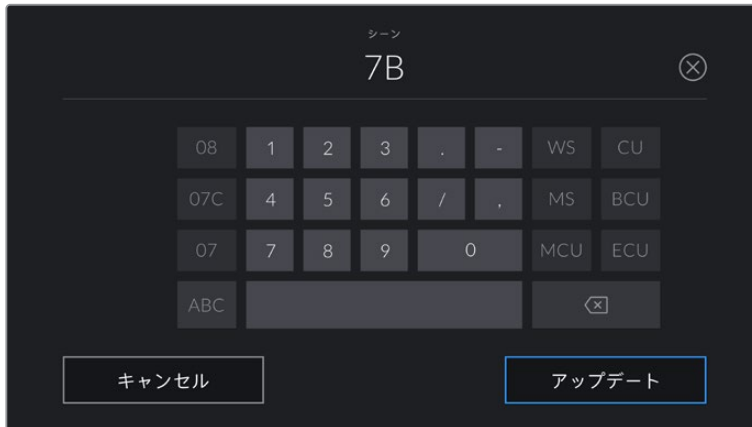 シーン
7B
08 1 2 3 . - WS CU
07C 4 5 6 / , MS BCU
07 7 8 9 0 MCU ECU
ABC
キャンセル アップデート